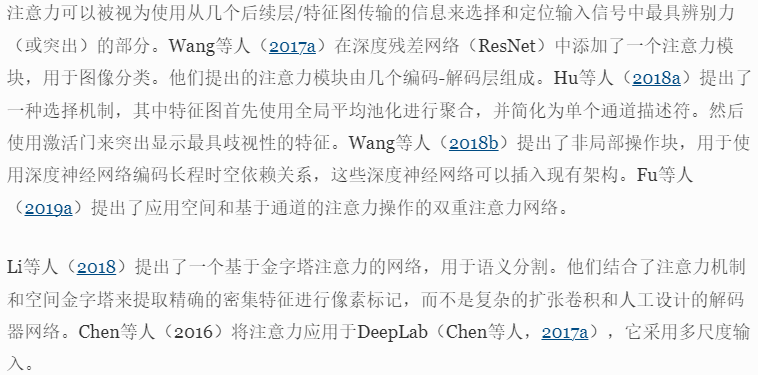 注意力可以被视为使用从几个后续层/特征图传输的信息来选择和定位输入信号中最具辨别力
（或突出）的部分。Wang等人（2017a）在深度残差网络（ResNet）中添加了一个注意力模
块，用于图像分类。他们提出的注意力模块由几个编码-解码层组成。Hu等人（2018a）提出了
一种选择机制，其中特征图首先使用全局平均池化进行聚合，并简化为单个通道描述符。然后
使用激活门来突出显示最具歧视性的特征。Wang等人（2018b）提出了非局部操作块，用于使
用深度神经网络编码长程时空依赖关系，这些深度神经网络可以插入现有架构。Fu等人
（2019a）提出了应用空间和基于通道的注意力操作的双重注意力网络。
Li等人（2018）提出了一个基于金字塔注意力的网络，用于语义分割。他们结合了注意力机制
和空间金字塔来提取精确的密集特征进行像素标记，而不是复杂的扩张卷积和人工设计的解码
器网络。Chen等人（2016）将注意力应用于DeepLab（Chen等人，2017a），它采用多尺度输
入。